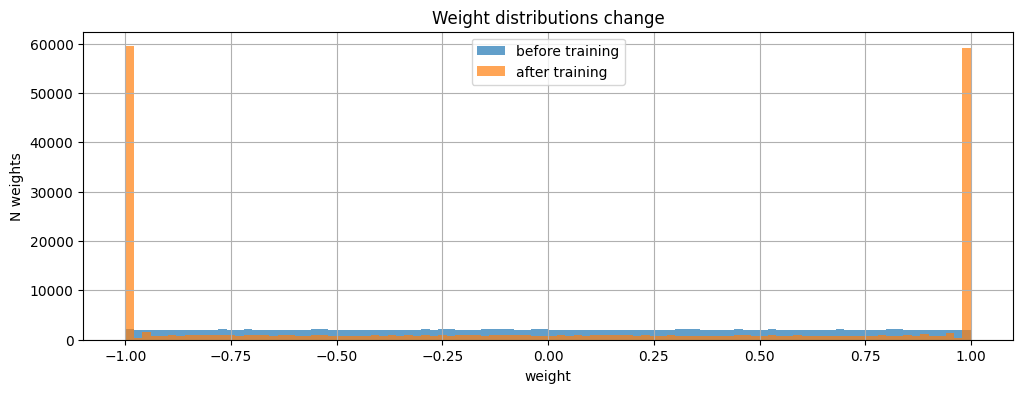 Weight distributions change
before training
after training
60000
50000
40000
30000
20000
10000
0
N weights
−1.00 −0.75 −0.50 −0.25 0.00 0.25 0.50 0.75 1.00
weight